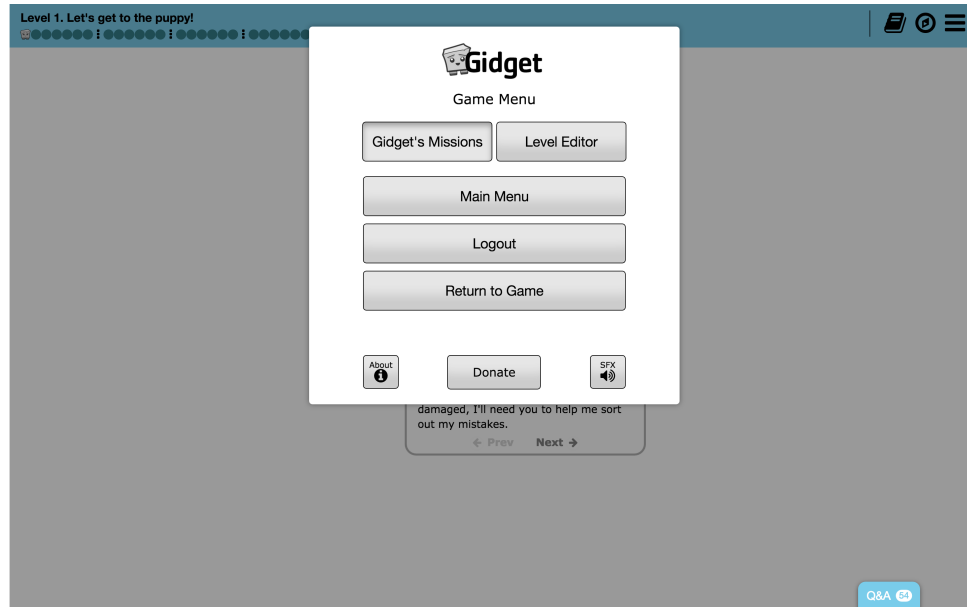 Level 1. Let's get to the puppy!
Gidget
Game Menu
Gidget's Missions
Level Editor
Main Menu
Logout
Return to Game
About
Donate
SFX
damaged, I'll need you to help me sort
out my mistakes.
Prev Next
Q&A 54